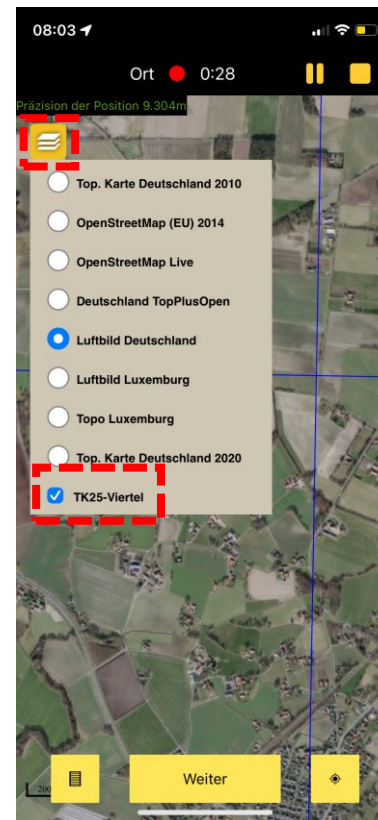 08:03
Ort 0:28
Präzision der Position 9.304m
Top. Karte Deutschland 2010
OpenStreetMap (EU) 2014
OpenStreetMap Live
Deutschland TopPlusOpen
Luftbild Deutschland
Luftbild Luxemburg
Topo Luxemburg
Top. Karte Deutschland 2020
TK25-Viertel
Weiter